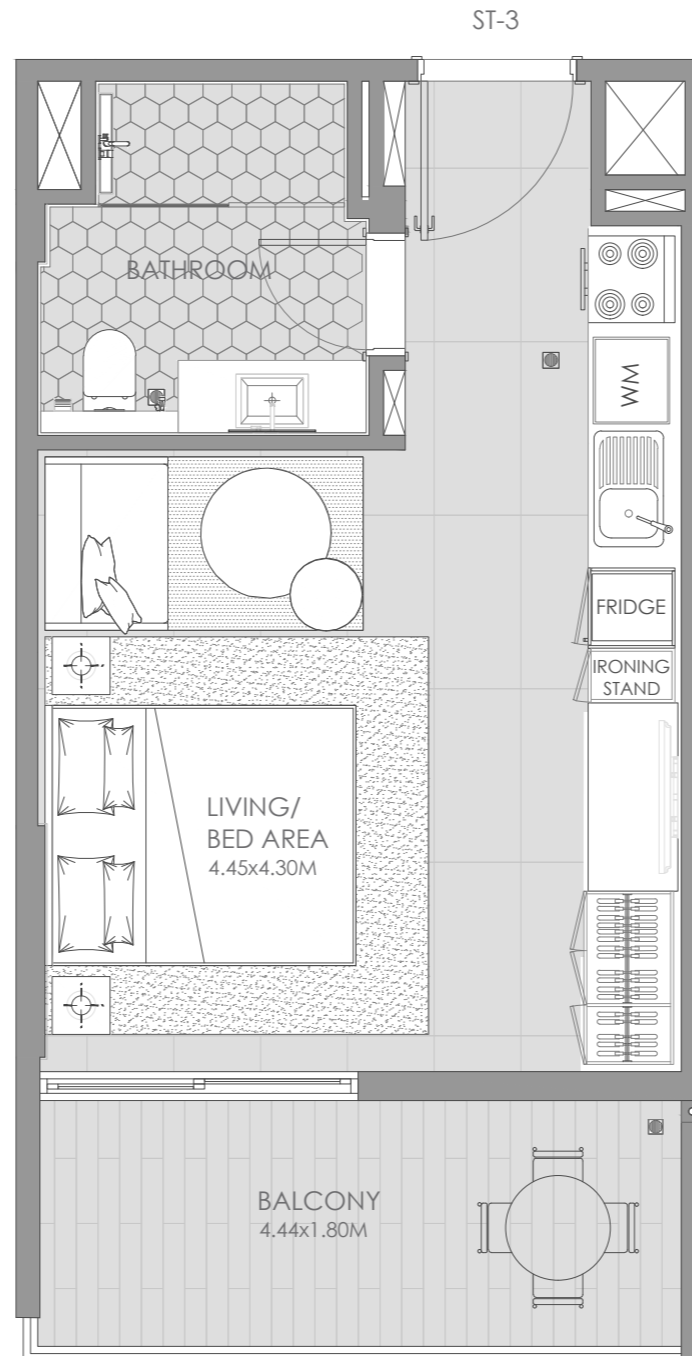 ST-3
BATHROOM
WM
FRIDGE
IRONING
STAND
LIVING/
BED AREA
4.45x4.30M
BALCONY
4.44x1.80M